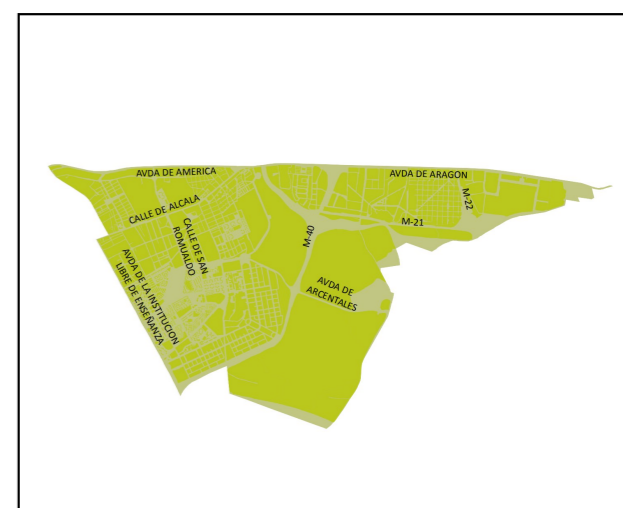 AVDA DE AMERICA
AVDA DE ARAGON
CALLE DE ALCALA
M-22
M-21
CALLE DE SAN
ROMUALDO
M-40
AVDA DE LA INSTITUCION
LIBRE DE ENSEÑANZA
AVDA DE
ARCENTALES